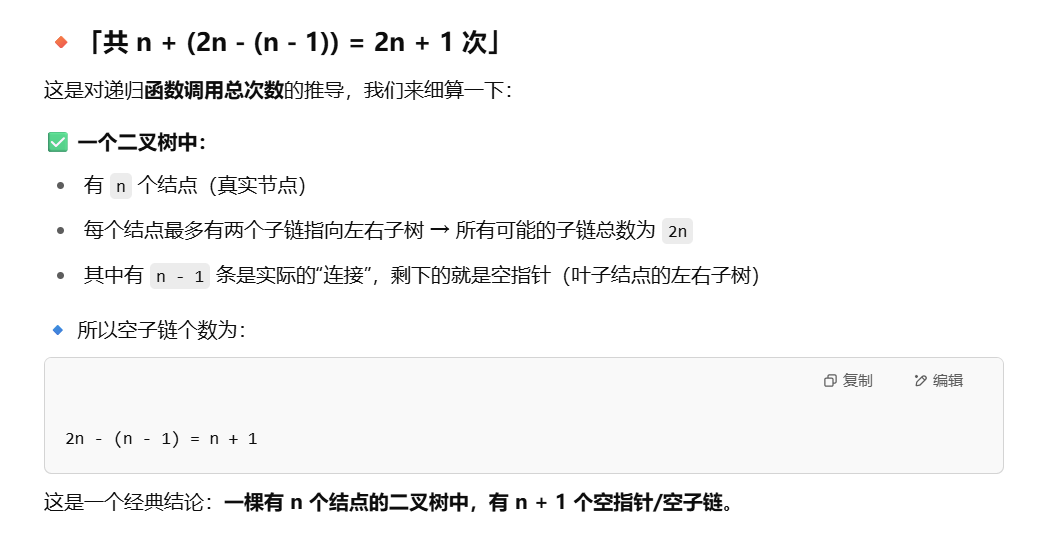 「共 n + (2n - (n - 1)) = 2n + 1 次」
这是对递归函数调用总次数的推导，我们来细算一下：
一个二叉树中：
有 n 个结点（真实节点）
每个结点最多有两个子链指向左右子树 → 所有可能的子链总数为 2n
其中有 n - 1 条是实际的“连接”，剩下的就是空指针（叶子结点的左右子树）
所以空子链个数为：
复制 编辑
2n - (n - 1) = n + 1
这是一个经典结论：一棵有 n 个结点的二叉树中，有 n + 1 个空指针/空子链。